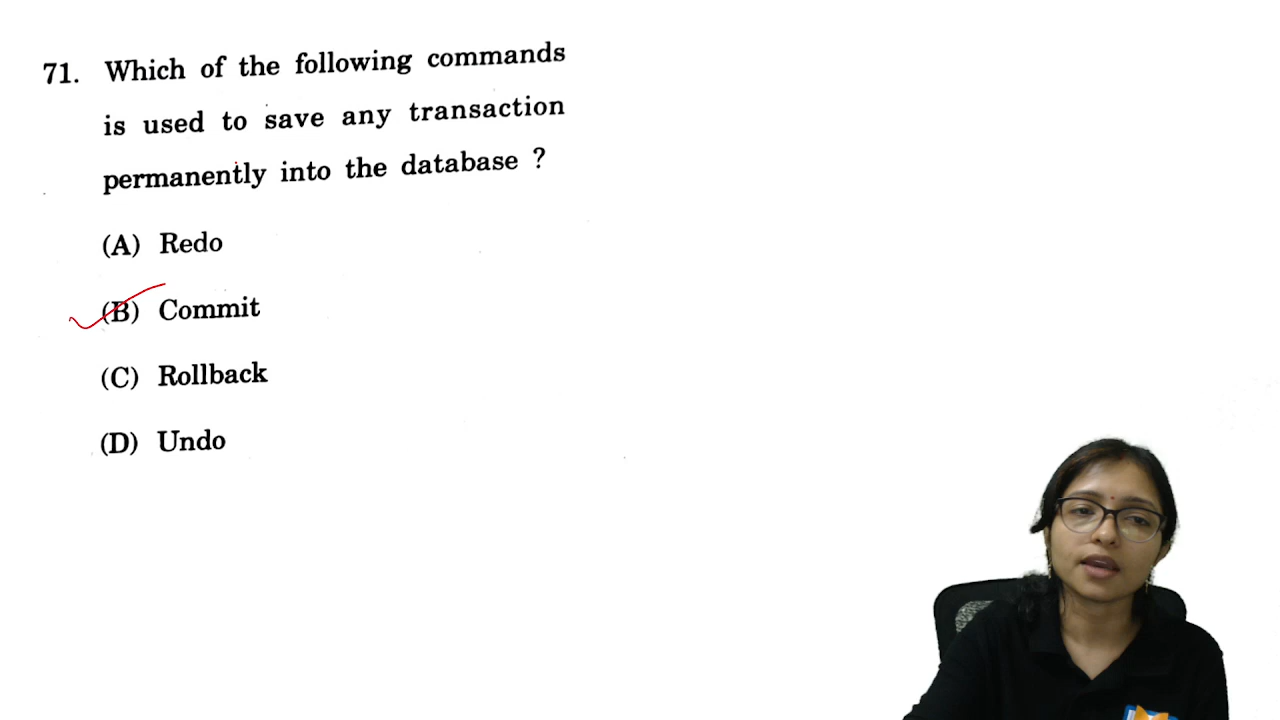 71. Which of the following commands
is used to save any transaction
permanently into the database ?
(A) Redo
(B) Commit
(C) Rollback
(D) Undo